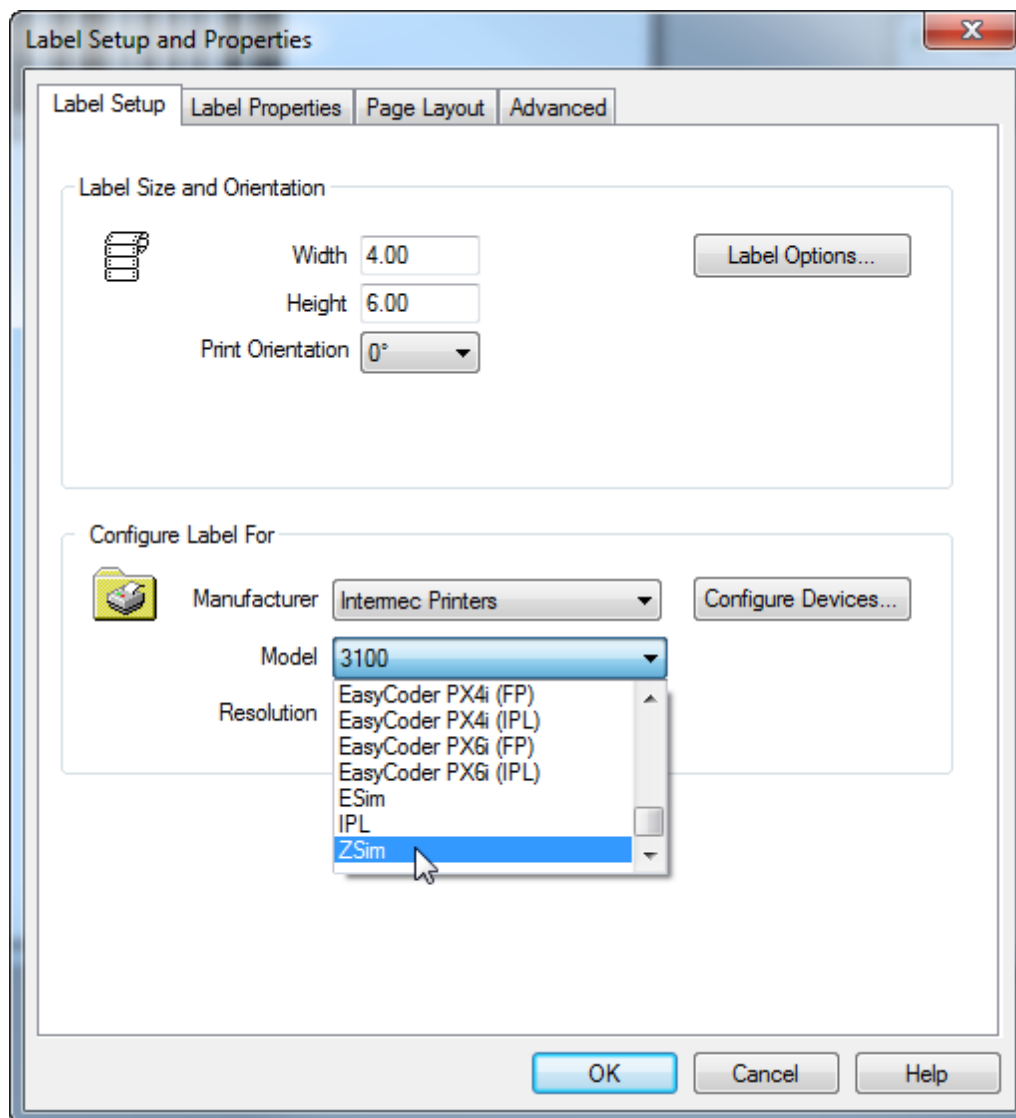 Label Setup and Properties
Label Setup Label Properties Page Layout Advanced
Label Size and Orientation
Width 4.00 Label Options...
Height 6.00
Print Orientation 0°
Configure Label For
Manufacturer Intermec Printers Configure Devices...
Model 3100
Resolution
EasyCoder PX4i (FP)
EasyCoder PX4i (IPL)
EasyCoder PX6i (FP)
EasyCoder PX6i (IPL)
ESim
IPL
ZSim
OK Cancel Help